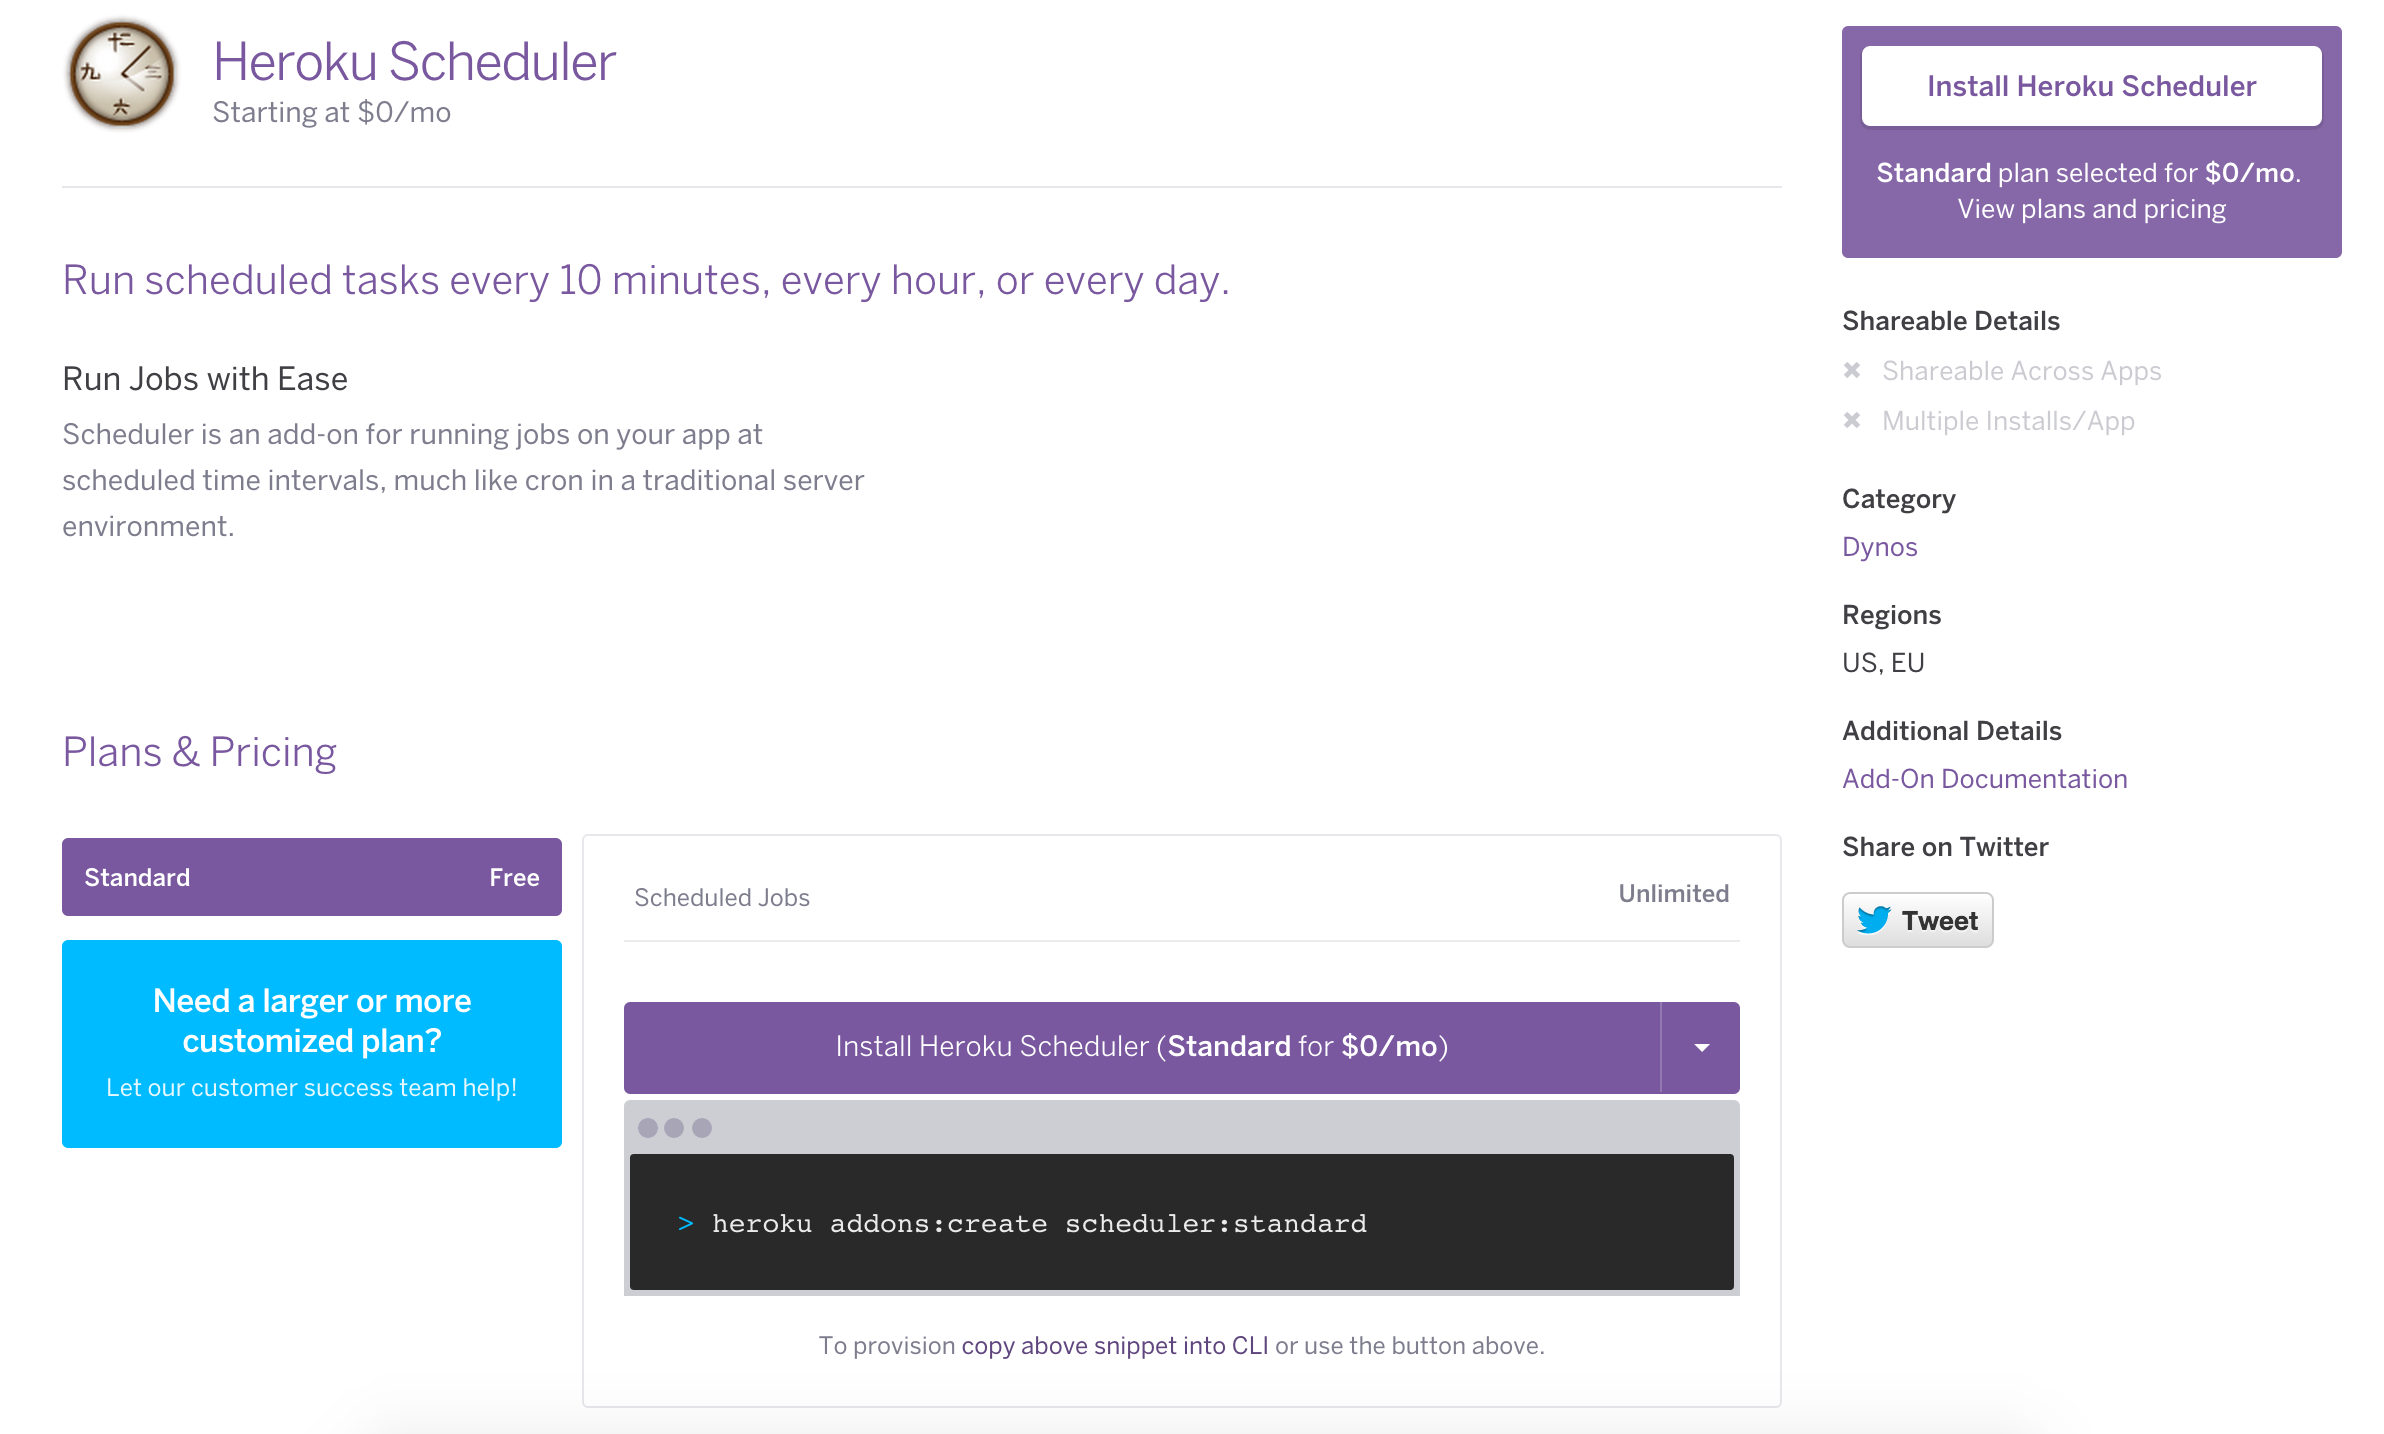 十二
九
三
六
Heroku Scheduler
Starting at $0/mo
Run scheduled tasks every 10 minutes, every hour, or every day.
Run Jobs with Ease
Scheduler is an add-on for running jobs on your app at
scheduled time intervals, much like cron in a traditional server
environment.
Plans & Pricing
Standard Free
Need a larger or more
customized plan?
Let our customer success team help!
Scheduled Jobs Unlimited
Install Heroku Scheduler (Standard for $0/mo)
> heroku addons:create scheduler:standard
To provision copy above snippet into CLI or use the button above.
Install Heroku Scheduler
Standard plan selected for $0/mo.
View plans and pricing
Shareable Details
✖ Shareable Across Apps
✖ Multiple Installs/App
Category
Dynos
Regions
US, EU
Additional Details
Add-On Documentation
Share on Twitter
Tweet